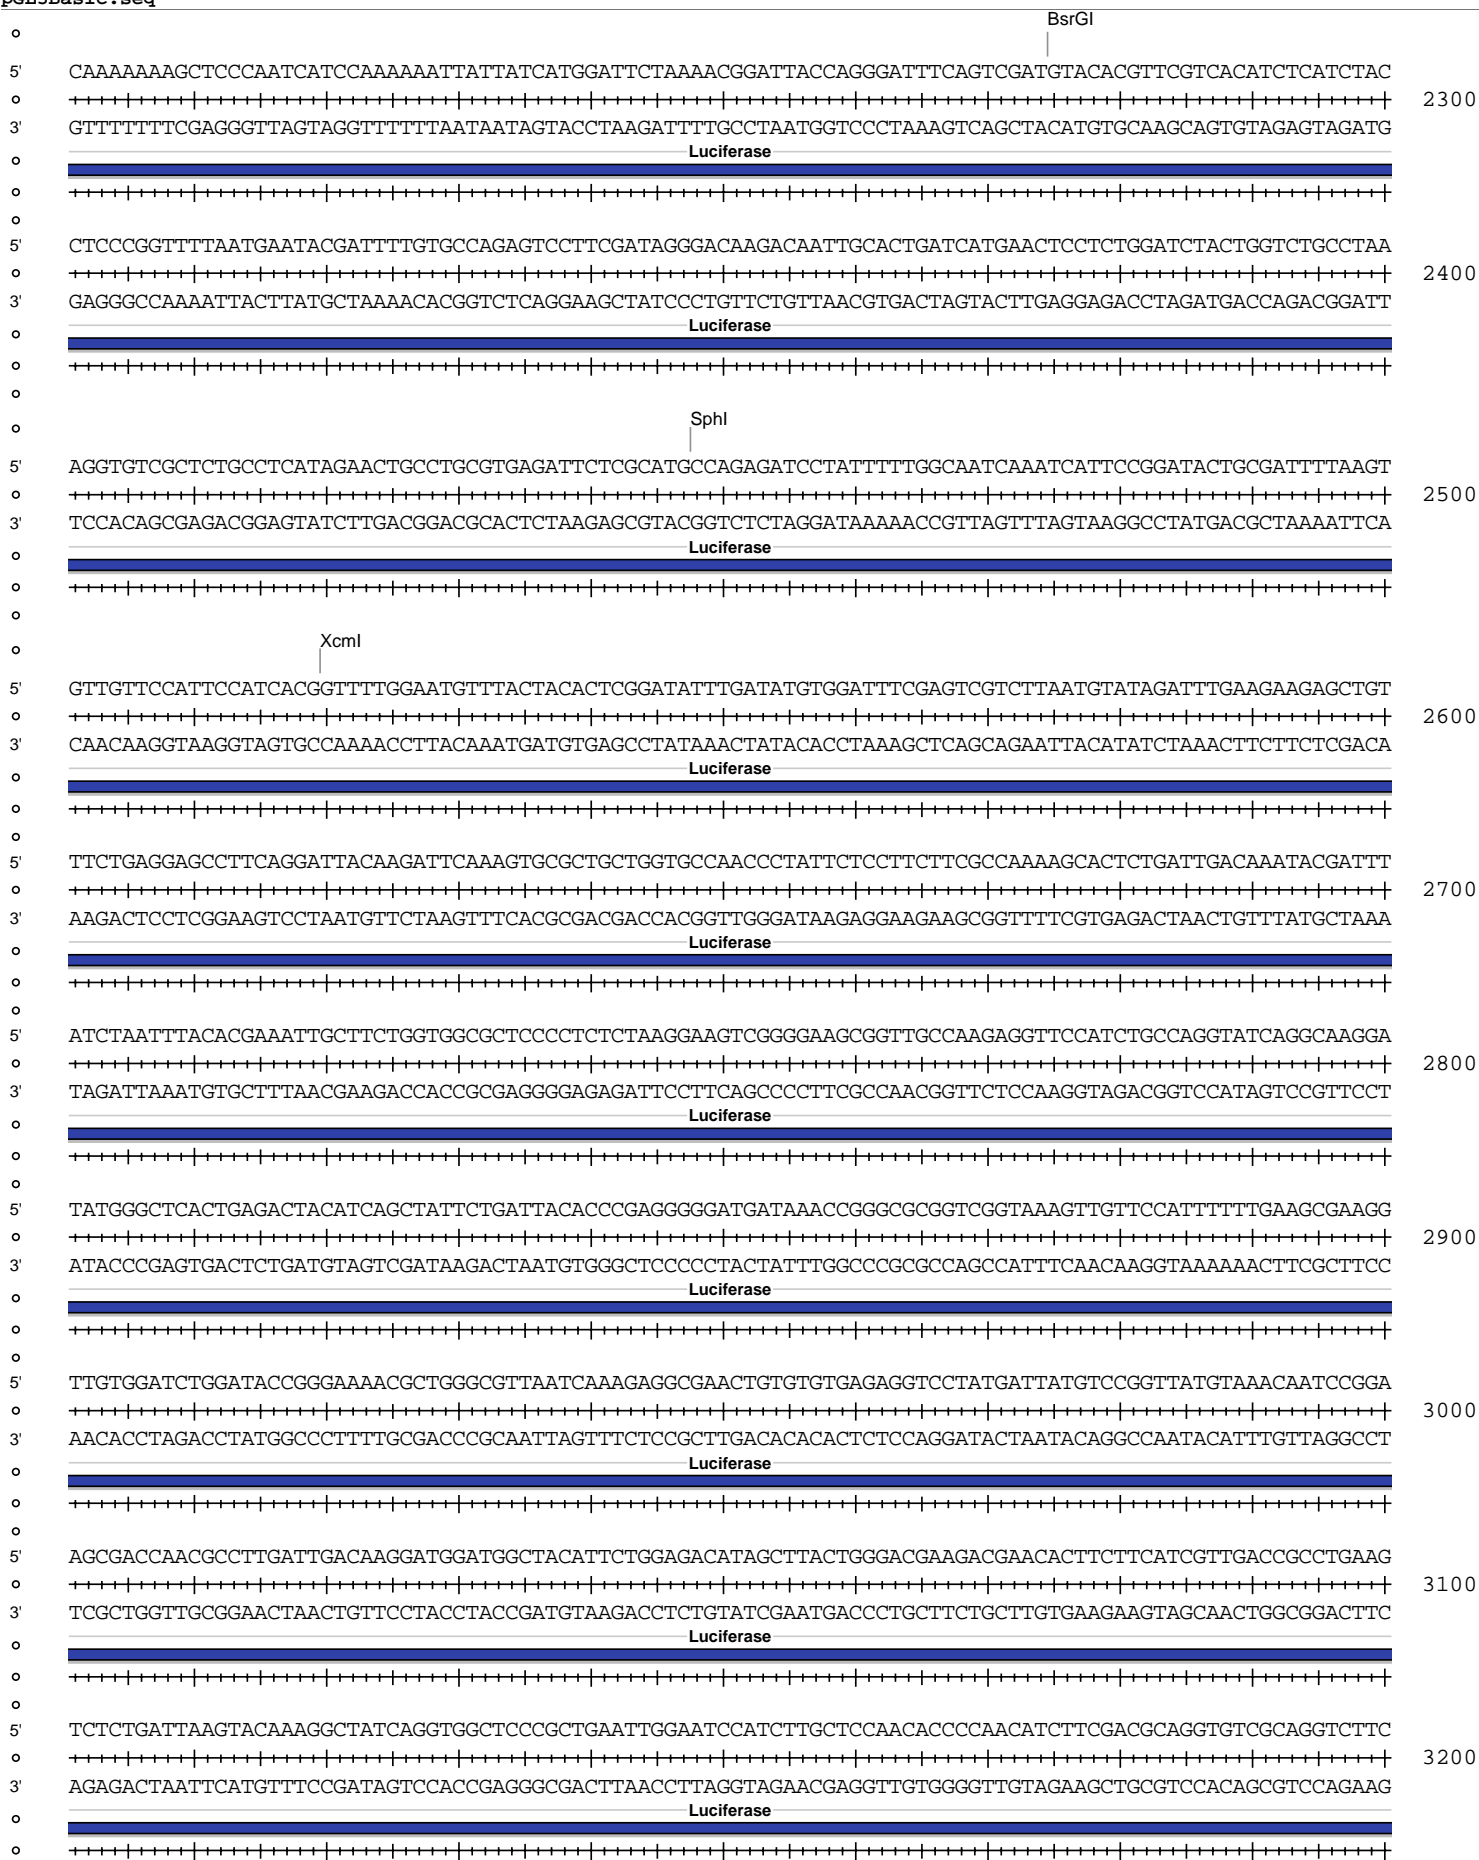 pGL3Basic.seq
BsrGI
5' CAAAAAAAGCTCCCAATCATCCAAAAAATTATTATCATGGATTCTAAAACGGATTACCAGGGATTTCAGTCGATGTACACGTTCGTCACATCTCATCTAC
2300
3' GTTTTTTTCGAGGGTTAGTAGGTTTTTTAATAATAGTACCTAAGATTTTGCCTAATGGTCCCTAAAGTCAGCTACATGTGCAAGCAGTGTAGAGTAGATG
Luciferase
5' CTCCCGGTTTTAATGAATACGATTTTGTGCCAGAGTCCTTCGATAGGGACAAGACAATTGCACTGATCATGAACTCCTCTGGATCTACTGGTCTGCCTAA
2400
3' GAGGGCCAAAATTACTTATGCTAAAACACGGTCTCAGGAAGCTATCCCTGTTCTGTTAACGTGACTAGTACTTGAGGAGACCTAGATGACCAGACGGATT
Luciferase
SphI
5' AGGTGTCGCTCTGCCTCATAGAACTGCCTGCGTGAGATTCTCGCATGCCAGAGATCCTATTTTTGGCAATCAAATCATTCCGGATACTGCGATTTTAAGT
2500
3' TCCACAGCGAGACGGAGTATCTTGACGGACGCACTCTAAGAGCGTACGGTCTCTAGGATAAAAACCGTTAGTTTAGTAAGGCCTATGACGCTAAAATTCA
Luciferase
XcmI
5' GTTGTTCCATTCCATCACGGTTTTGGAATGTTTACTACACTCGGATATTTGATATGTGGATTTCGAGTCGTCTTAATGTATAGATTTGAAGAAGAGCTGT
2600
3' CAACAAGGTAAGGTAGTGCCAAAACCTTACAAATGATGTGAGCCTATAAACTATACACCTAAAGCTCAGCAGAATTACATATCTAAACTTCTTCTCGACA
Luciferase
5' TTCTGAGGAGCCTTCAGGATTACAAGATTCAAAGTGCGCTGCTGGTGCCAACCCTATTCTCCTTCTTCGCCAAAAGCACTCTGATTGACAAATACGATTT
2700
3' AAGACTCCTCGGAAGTCCTAATGTTCTAAGTTTCACGCGACGACCACGGTTGGGATAAGAGGAAGAAGCGGTTTTCGTGAGACTAACTGTTTATGCTAAA
Luciferase
5' ATCTAATTTACACGAAATTGCTTCTGGTGGCGCTCCCCTCTCTAAGGAAGTCGGGGAAGCGGTTGCCAAGAGGTTCCATCTGCCAGGTATCAGGCAAGGA
2800
3' TAGATTAAATGTGCTTTAACGAAGACCACCGCGAGGGGAGAGATTCCTTCAGCCCCTTCGCCAACGGTTCTCCAAGGTAGACGGTCCATAGTCCGTTCCT
Luciferase
5' TATGGGCTCACTGAGACTACATCAGCTATTCTGATTACACCCGAGGGGGATGATAAACCGGGCGCGGTCGGTAAAGTTGTTCCATTTTTTGAAGCGAAGG
2900
3' ATACCCGAGTGACTCTGATGTAGTCGATAAGACTAATGTGGGCTCCCCCTACTATTTGGCCCGCGCCAGCCATTTCAACAAGGTAAAAAACTTCGCTTCC
Luciferase
5' TTGTGGATCTGGATACCGGGAAAACGCTGGGCGTTAATCAAAGAGGCGAACTGTGTGTGAGAGGTCCTATGATTATGTCCGGTTATGTAAACAATCCGGA
3000
3' AACACCTAGACCTATGGCCCTTTTGCGACCCGCAATTAGTTTCTCCGCTTGACACACACTCTCCAGGATACTAATACAGGCCAATACATTTGTTAGGCCT
Luciferase
5' AGCGACCAACGCCTTGATTGACAAGGATGGATGGCTACATTCTGGAGACATAGCTTACTGGGACGAAGACGAACACTTCTTCATCGTTGACCGCCTGAAG
3100
3' TCGCTGGTTGCGGAACTAACTGTTCCTACCTACCGATGTAAGACCTCTGTATCGAATGACCCTGCTTCTGCTTGTGAAGAAGTAGCAACTGGCGGACTTC
Luciferase
5' TCTCTGATTAAGTACAAAGGCTATCAGGTGGCTCCCGCTGAATTGGAATCCATCTTGCTCCAACACCCCAACATCTTCGACGCAGGTGTCGCAGGTCTTC
3200
3' AGAGACTAATTCATGTTTCCGATAGTCCACCGAGGGCGACTTAACCTTAGGTAGAACGAGGTTGTGGGGTTGTAGAAGCTGCGTCCACAGCGTCCAGAAG
Luciferase